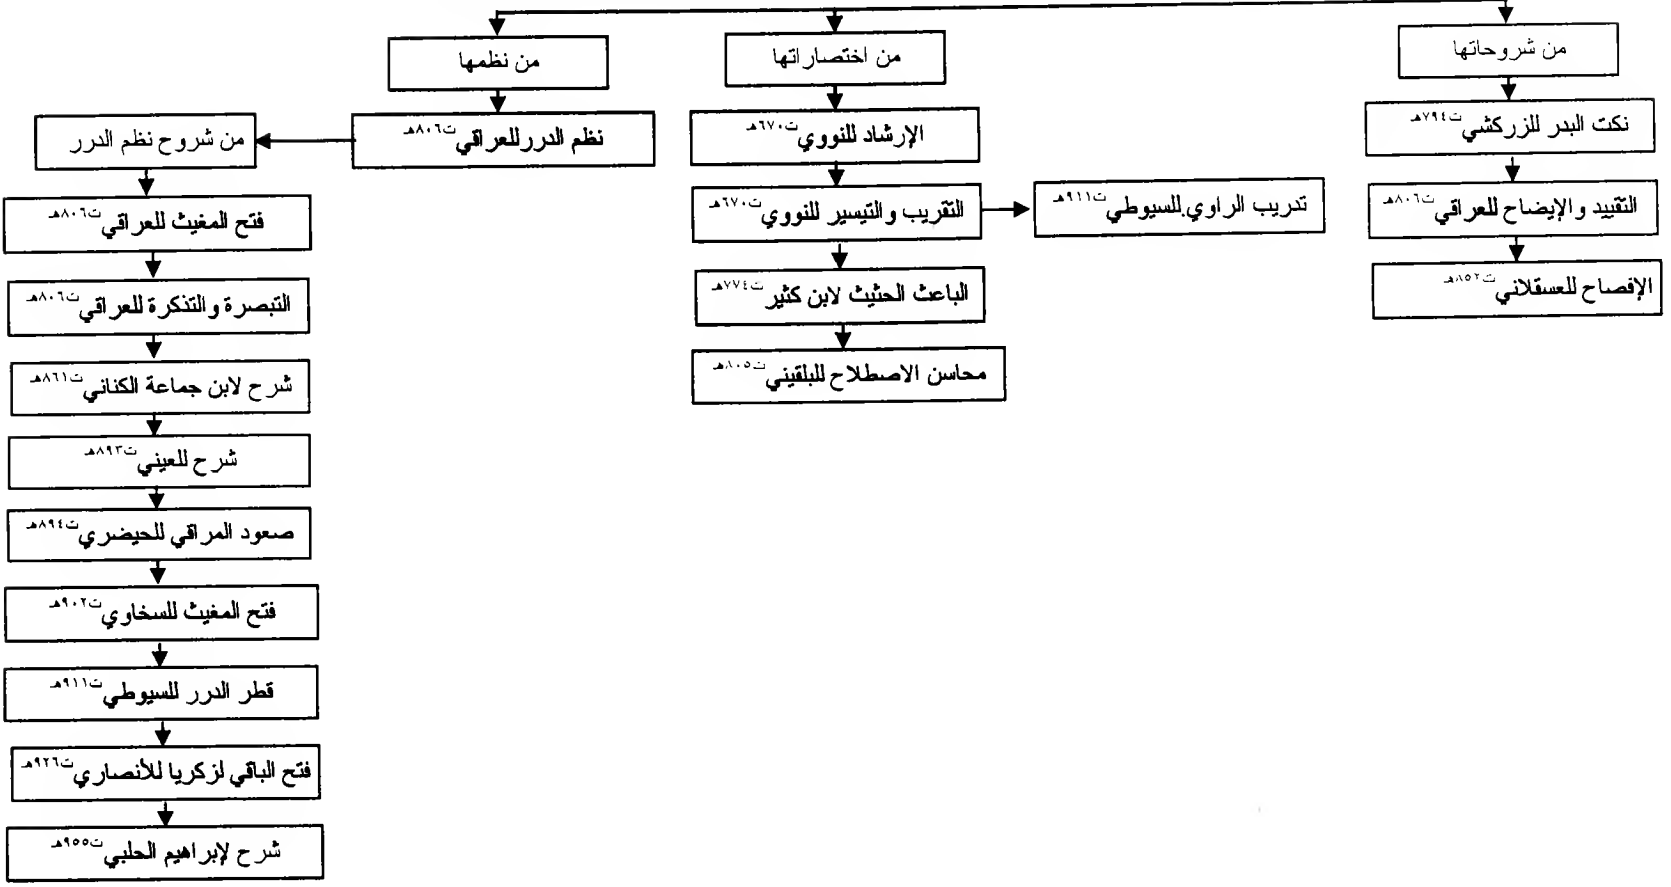 من شروحاتها
نكت البدر للزركشي ت٧٩٤هـ
التقييد والإيضاح للعراقي ت٨٠٦هـ
الإفصاح للعسقلاني ت٨٥٢هـ
من اختصاراتها
الإرشاد للنووي ت٦٧٠هـ
التقريب والتيسير للنووي ت٦٧٠هـ
تدريب الراوي للسيوطي ت٩١١هـ
الباعث الحثيث لابن كثير ت٧٧٤هـ
محاسن الاصطلاح للبلقيني ت٨٠٥هـ
من نظمها
نظم الدرر للعراقي ت٨٠٦هـ
من شروح نظم الدرر
فتح المغيث للعراقي ت٨٠٦هـ
التبصرة والتذكرة للعراقي ت٨٠٦هـ
شرح لابن جماعة الكناني ت٨٦١هـ
شرح للعيني ت٨٩٣هـ
صعود المراقي للحيضري ت٨٩٤هـ
فتح المغيث للسخاوي ت٩٠٢هـ
قطر الدرر للسيوطي ت٩١١هـ
فتح الباقي لزكريا للأنصاري ت٩٢٦هـ
شرح لإبراهيم الحلبي ت٩٥٥هـ